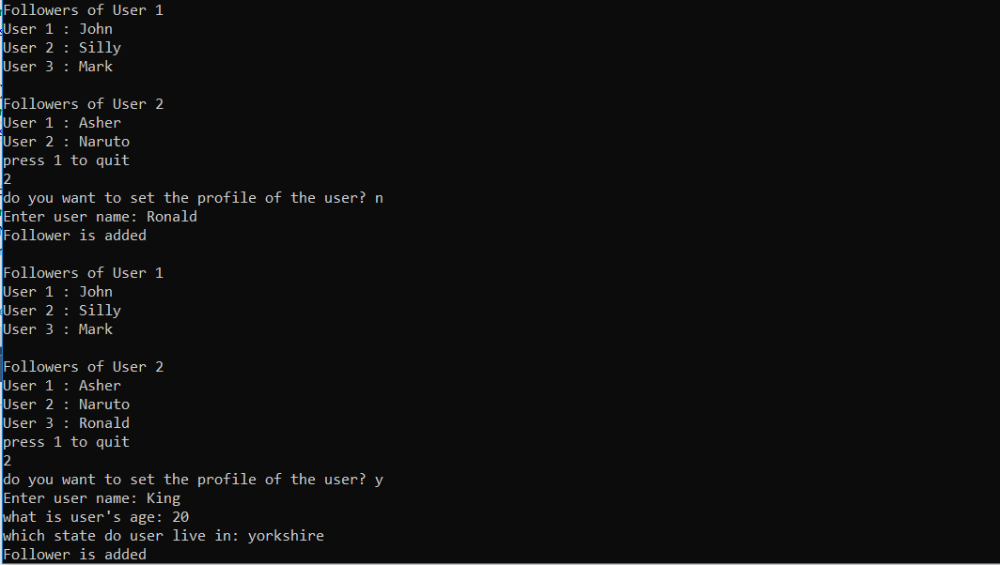 Followers of User 1
User 1 : John
User 2 : Silly
User 3 : Mark

Followers of User 2
User 1 : Asher
User 2 : Naruto
press 1 to quit
2
do you want to set the profile of the user? n
Enter user name: Ronald
Follower is added

Followers of User 1
User 1 : John
User 2 : Silly
User 3 : Mark

Followers of User 2
User 1 : Asher
User 2 : Naruto
User 3 : Ronald
press 1 to quit
2
do you want to set the profile of the user? y
Enter user name: King
what is user's age: 20
which state do user live in: yorkshire
Follower is added